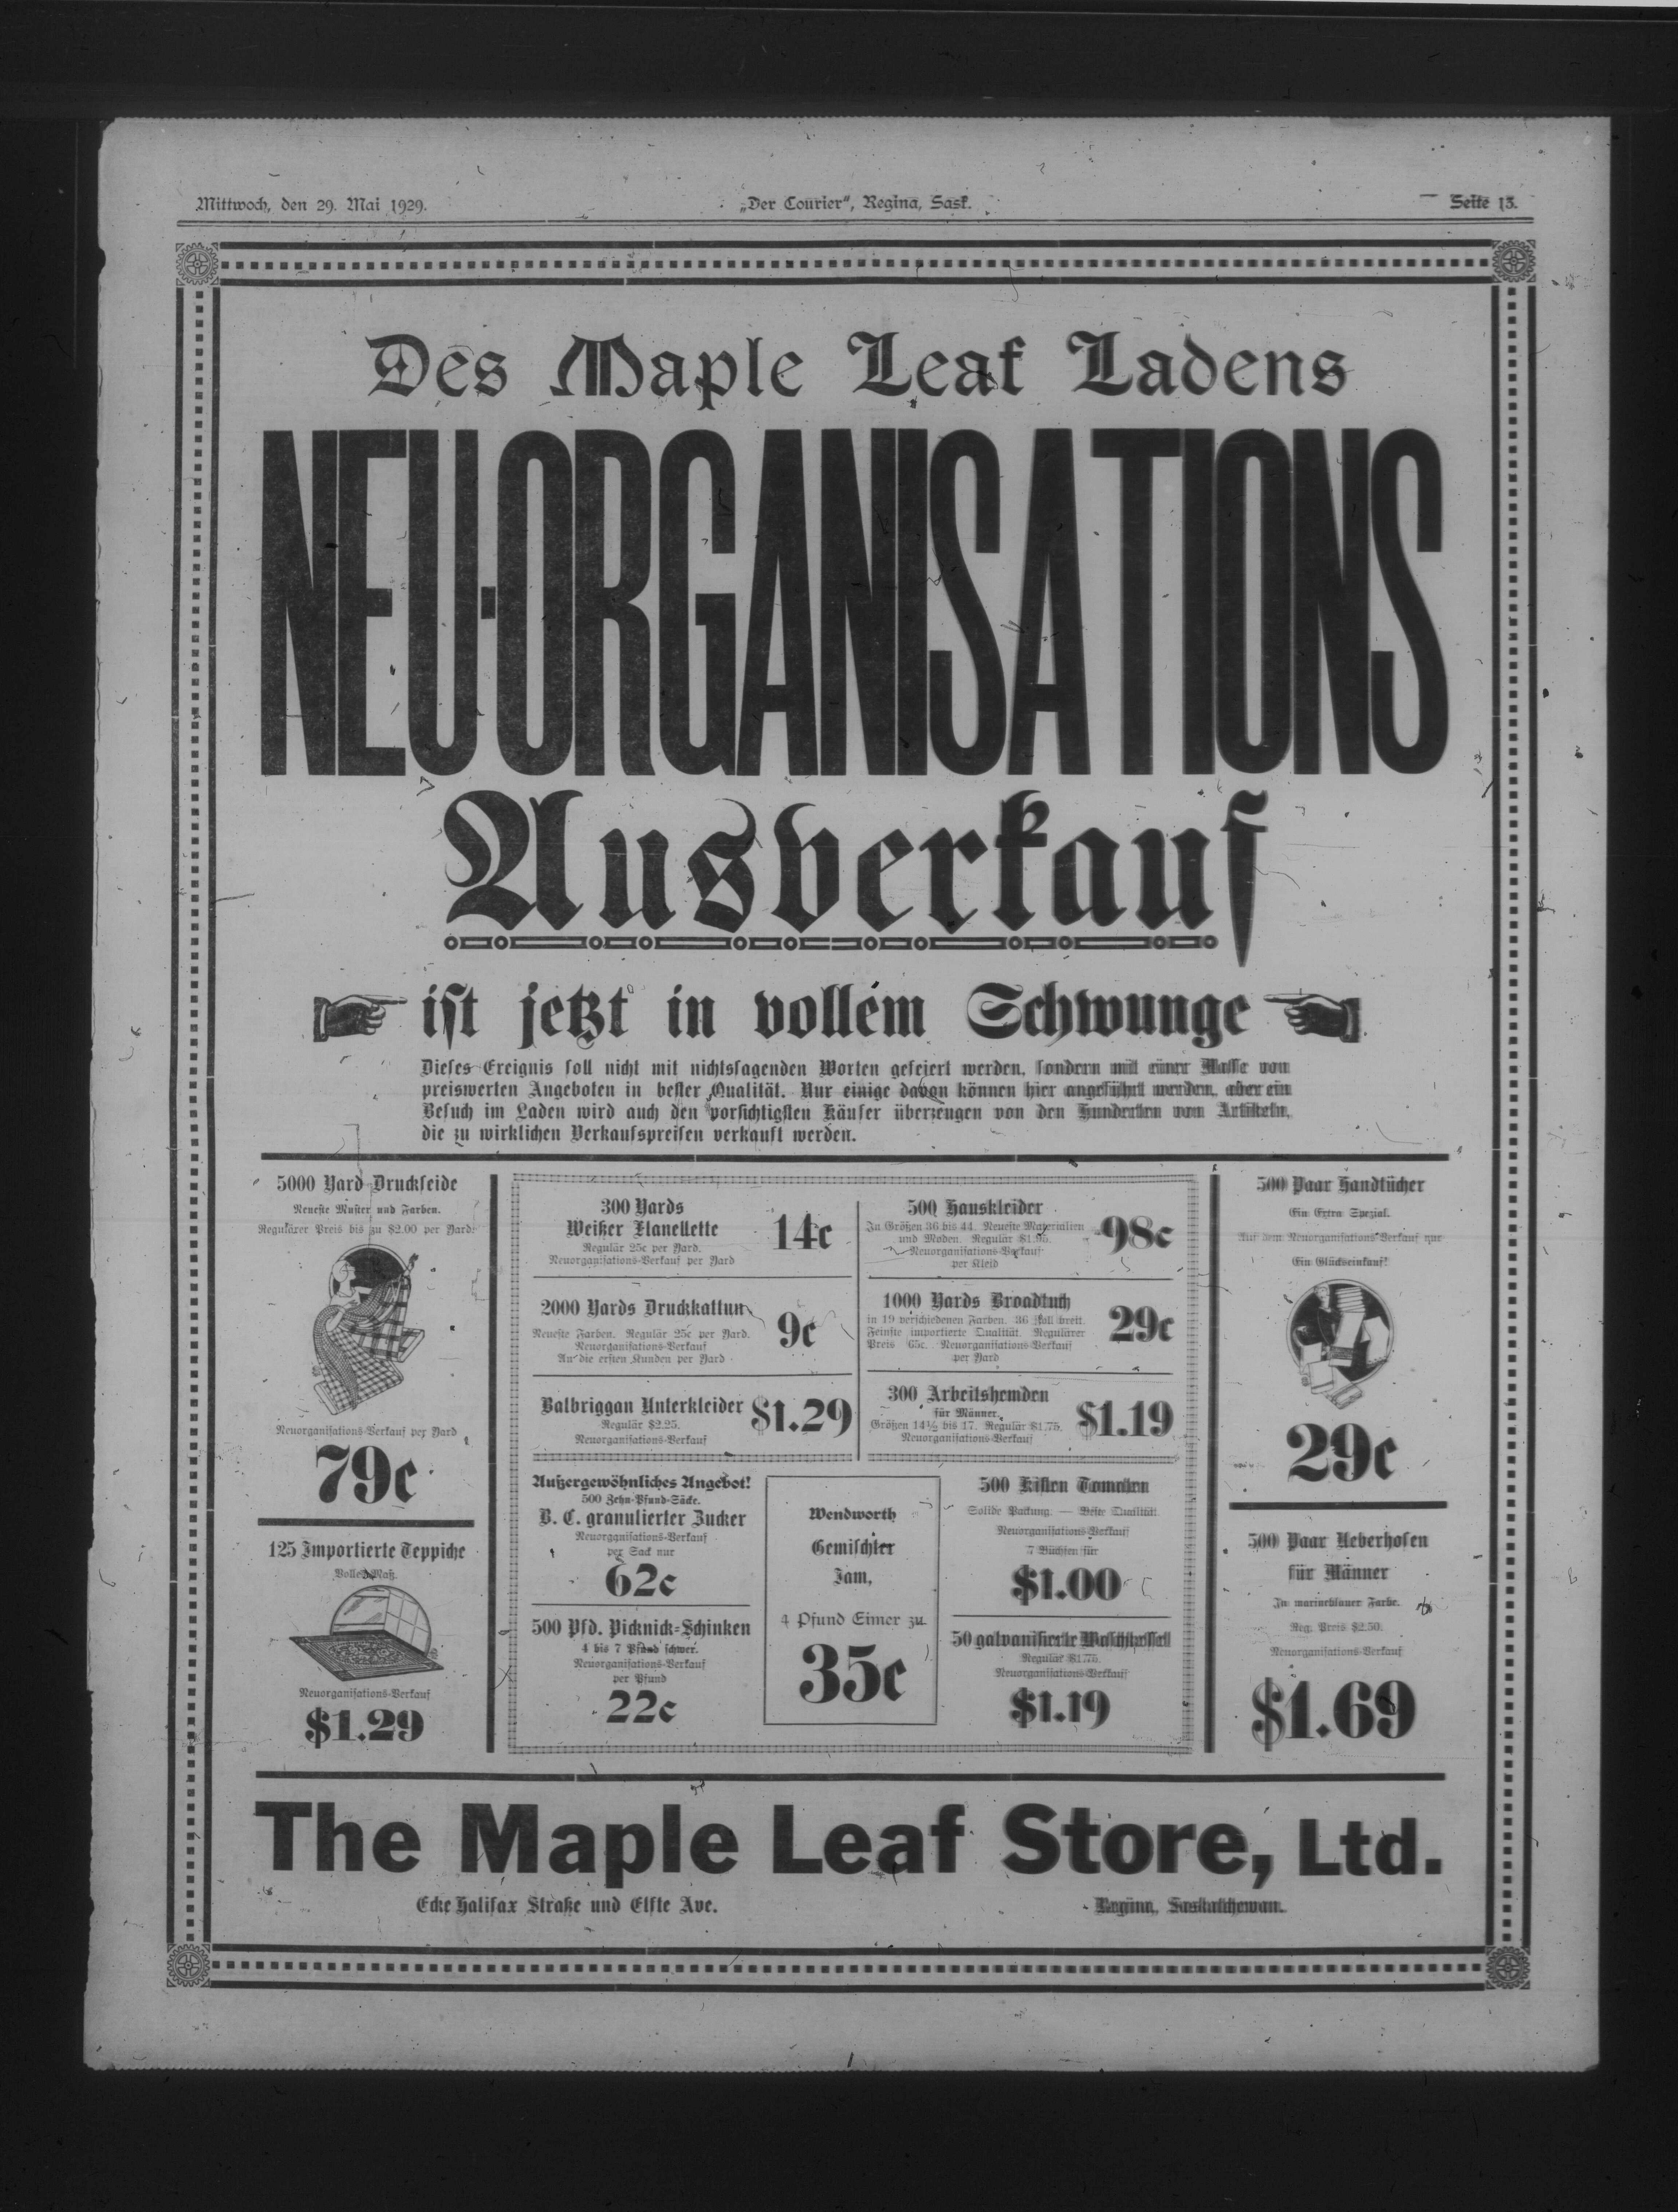 Mittwoch, den 29. Mai 1929.
„Der Courier“, Regina, Sask.
Seite 13.
Des Maple Leaf Ladens
NEU-ORGANISATIONS
Ausverkauf
ist jetzt in vollem Schwunge
Dieses Ereignis soll nicht mit nichtssagenden Worten gefeiert werden, sondern mit einer Masse von
preiswerten Angeboten in bester Qualität. Nur einige davon können hier angeführt werden, aber ein
Besuch im Laden wird auch den vorsichtigsten Käufer überzeugen von den Hunderten von Artikeln,
die zu wirklichen Verkaufspreisen verkauft werden.
5000 Yard Druckseide
Neueste Muster und Farben.
Regulärer Preis bis zu $2.00 per Yard.
Neuorganisations-Verkauf per Yard
79c
125 Importierte Teppiche
Volles Maß.
Neuorganisations-Verkauf
$1.29
300 Yards
Weißer Flanellette
Regulär 25c per Yard.
Neuorganisations-Verkauf per Yard
14c
2000 Yards Druckkattun
Neueste Farben. Regulär 25c per Yard.
Neuorganisations-Verkauf
An die ersten Kunden per Yard
9c
Balbriggan Unterkleider
Regulär $2.25.
Neuorganisations-Verkauf
$1.29
500 Hauskleider
In Größen 36 bis 44. Neueste Materialien
und Moden. Regulär $1.95.
Neuorganisations-Verkauf
per Kleid
98c
1000 Yards Broadtuch
in 19 verschiedenen Farben. 36 Zoll breit.
Feinste importierte Qualität. Regulärer
Preis 65c. Neuorganisations-Verkauf
per Yard
29c
300 Arbeitshemden
für Männer.
Größen 14½ bis 17. Regulär $1.75.
Neuorganisations-Verkauf
$1.19
Außergewöhnliches Angebot!
500 Zehn-Pfund-Säcke.
B. C. granulierter Zucker
Neuorganisations-Verkauf
per Sack nur
62c
500 Pfd. Picknick-Schinken
4 bis 7 Pfund schwer.
Neuorganisations-Verkauf
per Pfund
22c
Wendworth
Gemischter
Jam,
4 Pfund Eimer zu
35c
500 Kisten Tomaten
Solide Packung. — Beste Qualität.
Neuorganisations-Verkauf
7 Büchsen für
$1.00
50 galvanisierte Waschkessel
Regulär $1.75.
Neuorganisations-Verkauf
$1.19
500 Paar Handtücher
Ein Extra Spezial.
Auf dem Neuorganisations-Verkauf nur
Ein Glückseinkauf!
29c
500 Paar Ueberhosen
für Männer
In marineblauer Farbe.
Reg. Preis $2.50.
Neuorganisations-Verkauf
$1.69
The Maple Leaf Store, Ltd.
Ecke Halifax Straße und Elfte Ave.
Regina, Saskatchewan.